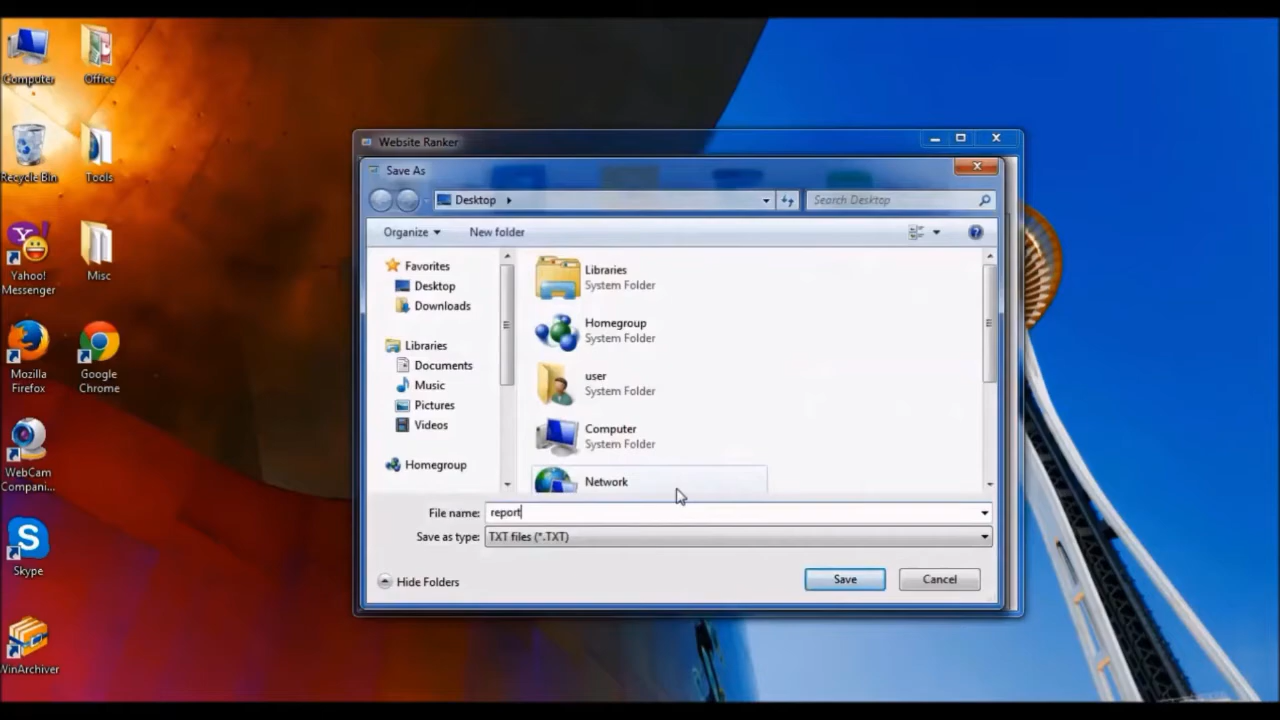 Computer
Office
Recycle Bin
Tools
Yahoo!
Messenger
Misc
Mozilla
Firefox
Google
Chrome
WebCam
Compani...
Skype
WinArchiver
Website Ranker
Save As
Desktop
Search Desktop
Organize
New folder
Favorites
Desktop
Downloads
Libraries
Documents
Music
Pictures
Videos
Homegroup
Libraries
System Folder
Homegroup
System Folder
user
System Folder
Computer
System Folder
Network
File name: report
Save as type: TXT files (*.TXT)
Hide Folders
Save
Cancel